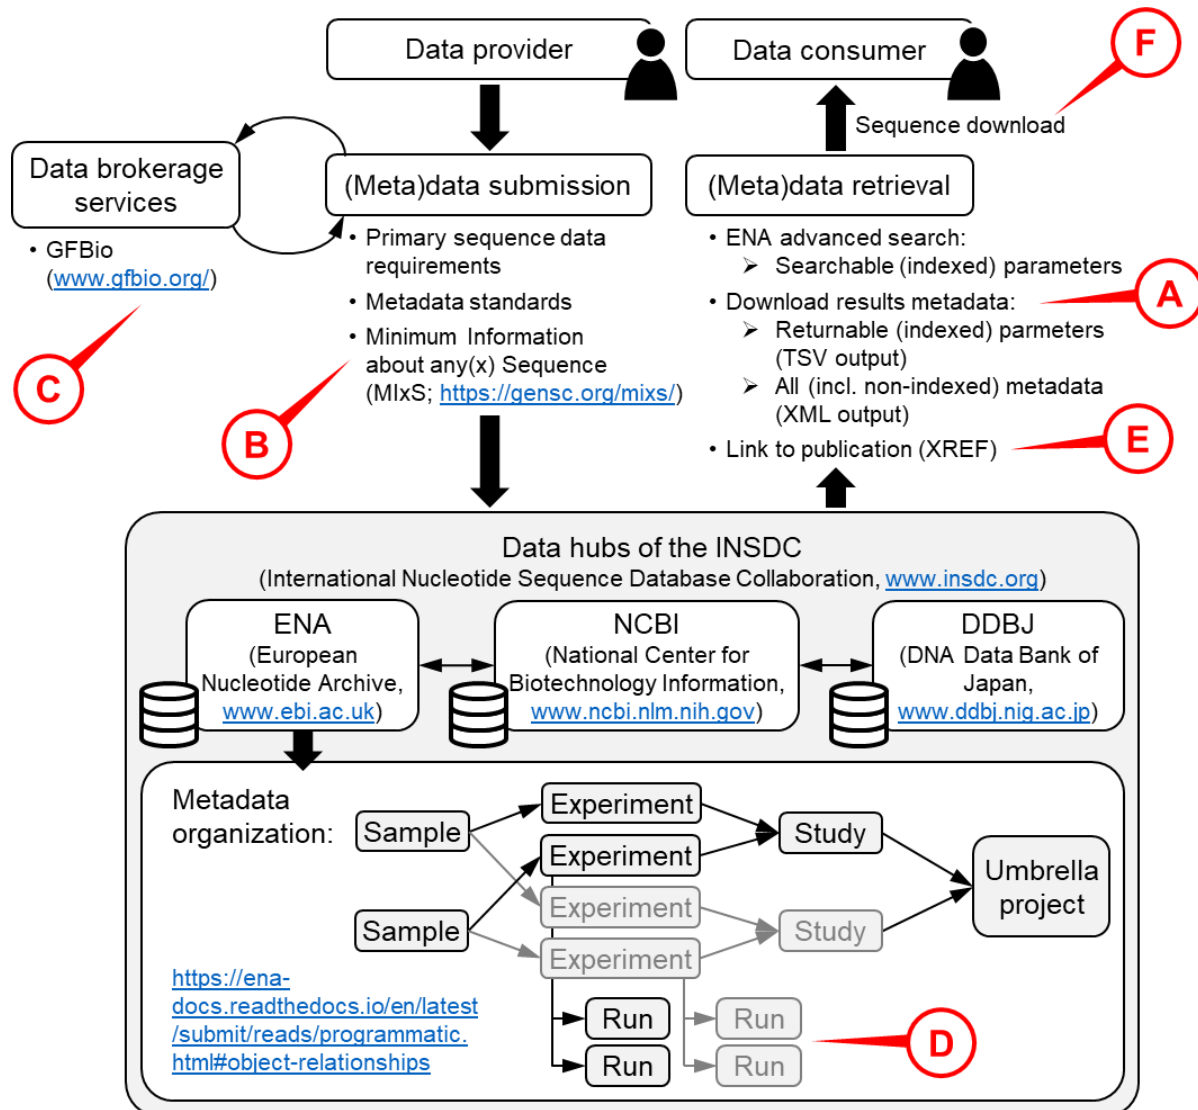 Data provider
Data consumer
F
Sequence download
Data brokerage
services
(Meta)data submission
(Meta)data retrieval
• GFBio
(www.gfbio.org/)
C
• Primary sequence data
requirements
• Metadata standards
• Minimum Information
about any(x) Sequence
(MIxS; https://gensc.org/mixs/)
B
• ENA advanced search:
➢ Searchable (indexed) parameters
• Download results metadata:
A
➢ Returnable (indexed) parmeters
(TSV output)
➢ All (incl. non-indexed) metadata
(XML output)
• Link to publication (XREF)
E
Data hubs of the INSDC
(International Nucleotide Sequence Database Collaboration, www.insdc.org)
ENA
(European
Nucleotide Archive,
www.ebi.ac.uk)
NCBI
(National Center for
Biotechnology Information,
www.ncbi.nlm.nih.gov)
DDBJ
(DNA Data Bank of
Japan,
www.ddbj.nig.ac.jp)
Metadada
organization:
Sample
Sample
Experiment
Experiment
Experiment
Experiment
Study
Study
Umbrella
project
Run
Run
Run
Run
D
https://ena-
docs.readthedocs.io/en/latest
/submit/reads/programmatic.
html#object-relationships